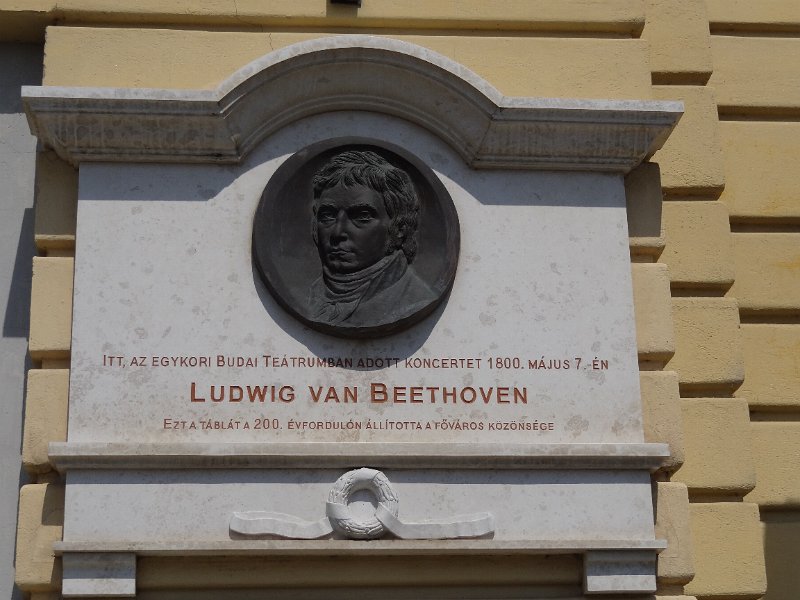 Itt, az egykori Budai Teátrumban adott koncertet 1800. május 7.-én
Ludwig van Beethoven
Ezt a táblát a 200. évfordulón állította a főváros közönsége